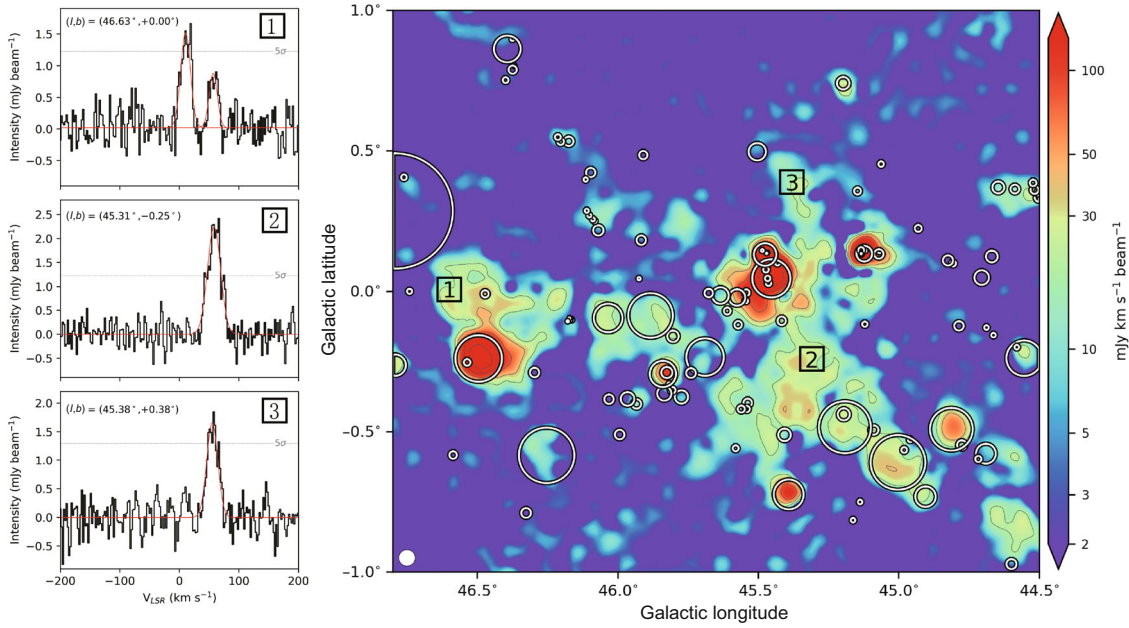 (l,b) = (46.63°,+0.00°)
1
5σ
1.5
1.0
0.5
0.0
−0.5
Intensity (mJy beam⁻¹)
(l,b) = (45.31°,−0.25°)
2
5σ
2.5
2.0
1.5
1.0
0.5
0.0
−0.5
Intensity (mJy beam⁻¹)
(l,b) = (45.38°,+0.38°)
3
5σ
2.0
1.5
1.0
0.5
0.0
−0.5
Intensity (mJy beam⁻¹)
−200 −100 0 100 200
V_LSR (km s⁻¹)
1.0°
0.5°
0.0°
−0.5°
−1.0°
Galactic latitude
3
1
2
46.5° 46.0° 45.5° 45.0° 44.5°
Galactic longitude
100
50
30
10
5
3
2
mJy km s⁻¹ beam⁻¹